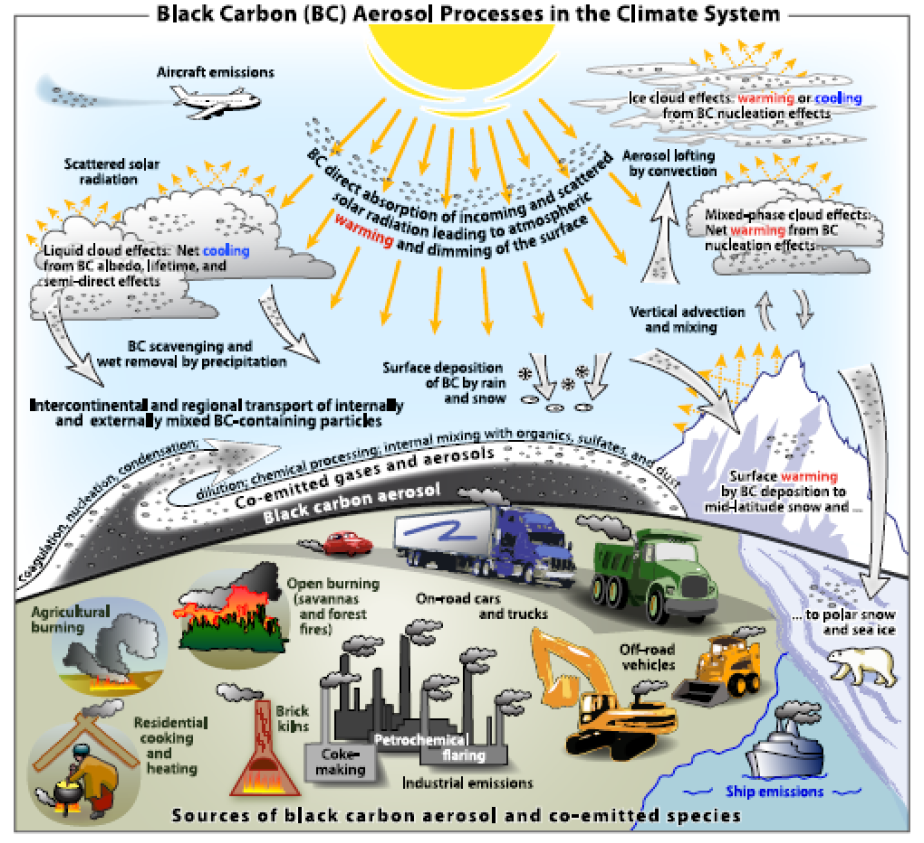 Black Carbon (BC) Aerosol Processes in the Climate System
Aircraft emissions
Ice cloud effects: warming or cooling
from BC nucleation effects
Scattered solar
radiation
BC direct absorption of incoming and scattered
solar radiation leading to atmospheric
warming and dimming of the surface
Aerosol lofting
by convection
Mixed-phase cloud effects:
Net warming from BC
nucleation effects
Liquid cloud effects: Net cooling
from BC albedo, lifetime, and
semi-direct effects
Vertical advection
and mixing
BC scavenging and
wet removal by precipitation
Surface deposition
of BC by rain
and snow
Intercontinental and regional transport of internally
and externally mixed BC-containing particles
Coagulation, nucleation, condensation;
dilution; chemical processing; internal mixing with organics, sulfates, and dust
Co-emitted gases and aerosols
Black carbon aerosol
Surface warming
by BC deposition to
mid-latitude snow and ...
... to polar snow
and sea ice
Agricultural
burning
Open burning
(savannas
and forest
fires)
On-road cars
and trucks
Off-road
vehicles
Residential
cooking
and
heating
Brick
kilns
Coke-
making
Petrochemical
flaring
Industrial emissions
Ship emissions
Sources of black carbon aerosol and co-emitted species